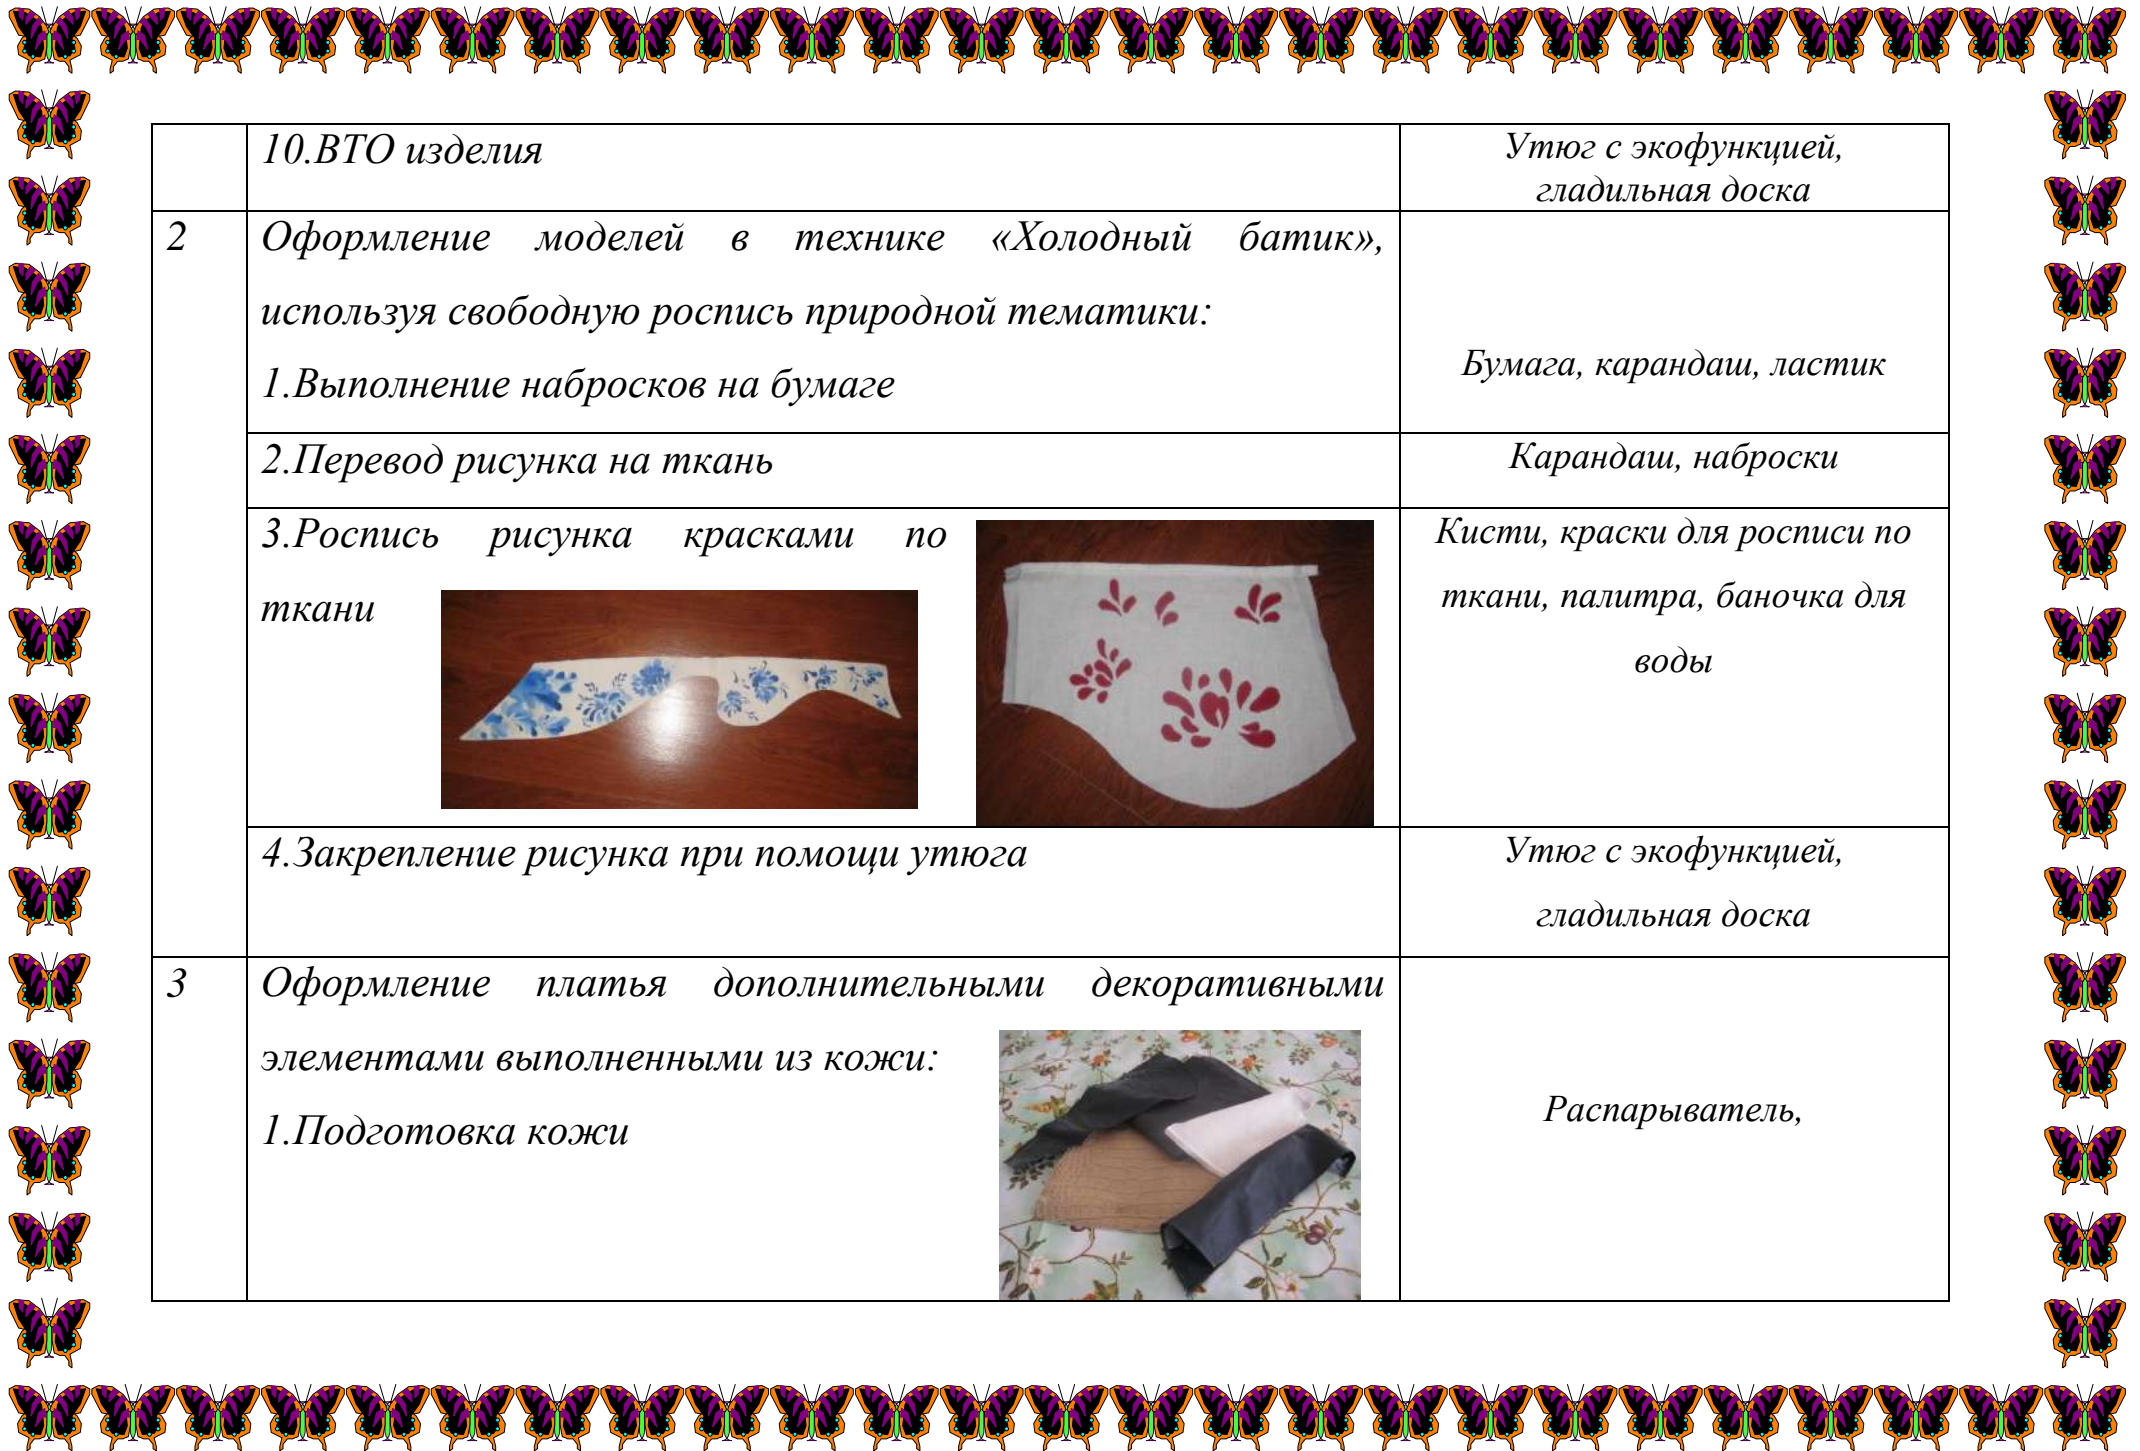 10.ВТО изделия
Утюг с экофункцией,
гладильная доска
2
Оформление моделей в технике «Холодный батик»,
используя свободную роспись природной тематики:
1.Выполнение набросков на бумаге
Бумага, карандаш, ластик
2.Перевод рисунка на ткань
Карандаш, наброски
3.Роспись рисунка красками по
ткани
Кисти, краски для росписи по
ткани, палитра, баночка для
воды
4.Закрепление рисунка при помощи утюга
Утюг с экофункцией,
гладильная доска
3
Оформление платья дополнительными декоративными
элементами выполненными из кожи:
1.Подготовка кожи
Распарыватель,